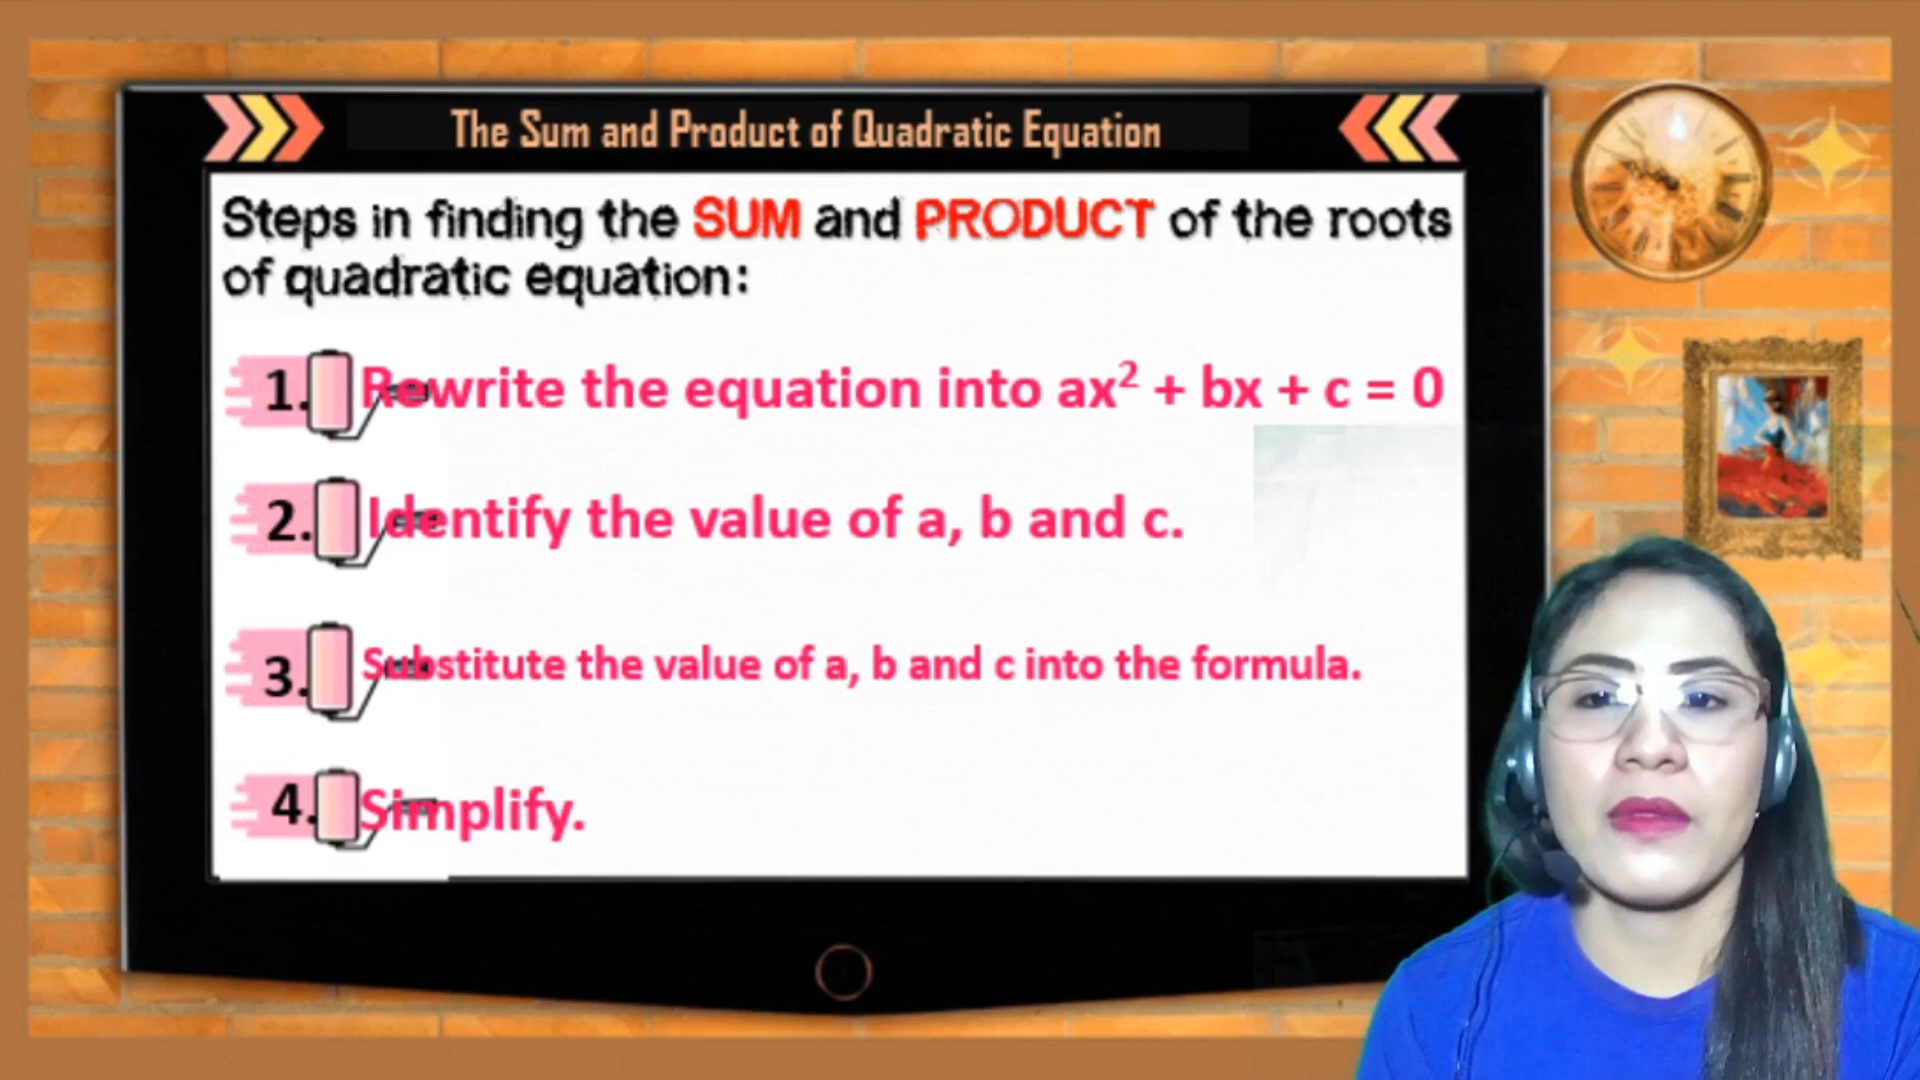 The Sum and Product of Quadratic Equation
Steps in finding the SUM and PRODUCT of the roots
of quadratic equation:
1. Rewrite the equation into ax² + bx + c = 0
2. Identify the value of a, b and c.
3. Substitute the value of a, b and c into the formula.
4. Simplify.